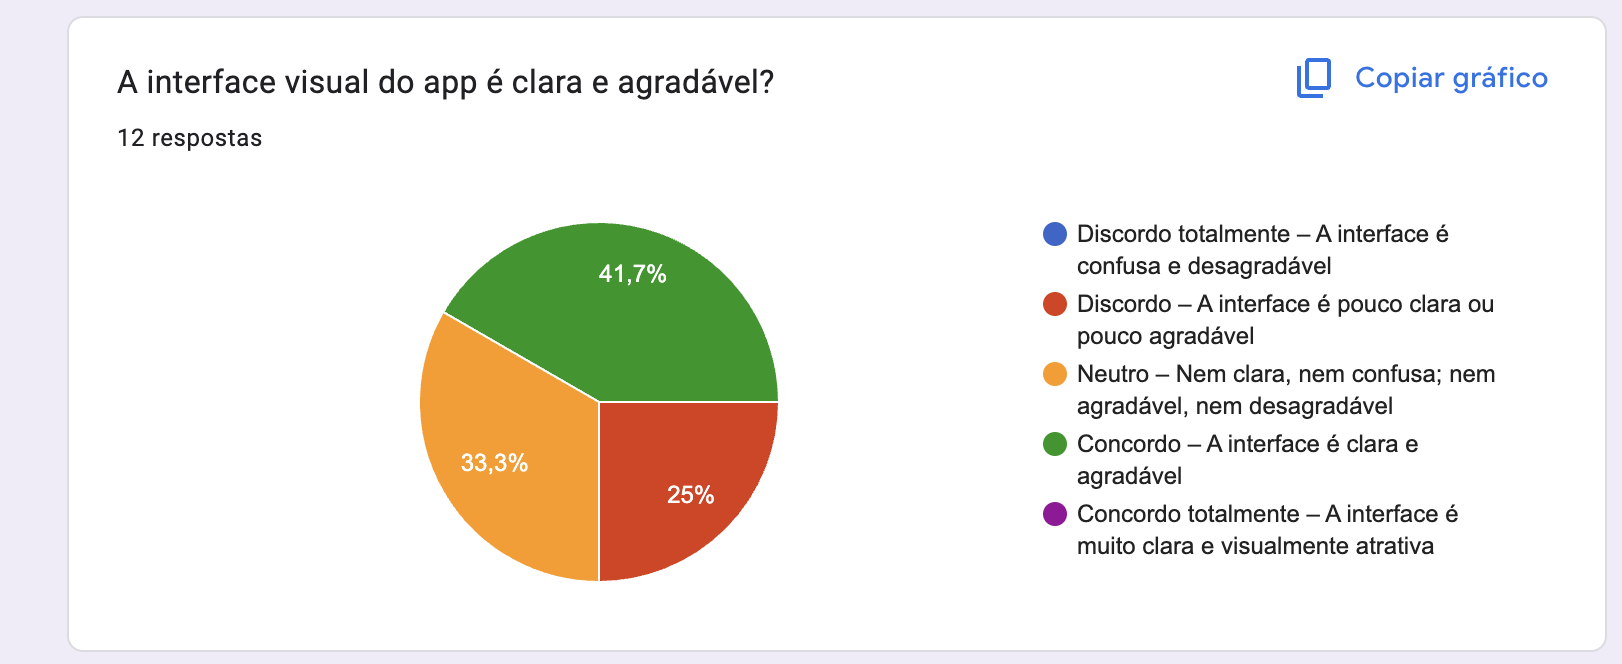 A interface visual do app é clara e agradável?
Copiar gráfico
12 respostas
41,7%
33,3%
25%
Discordo totalmente – A interface é
confusa e desagradável
Discordo – A interface é pouco clara ou
pouco agradável
Neutro – Nem clara, nem confusa; nem
agradável, nem desagradável
Concordo – A interface é clara e
agradável
Concordo totalmente – A interface é
muito clara e visualmente atrativa